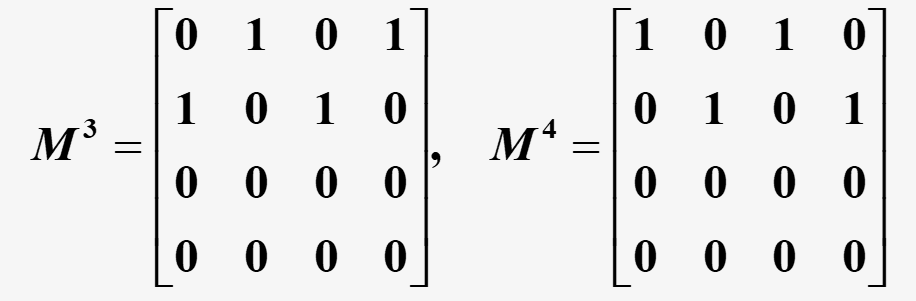 0 1 0 1 1 0 1 0
1 0 1 0 0 1 0 1
M³ = , M⁴ =
0 0 0 0 0 0 0 0
0 0 0 0 0 0 0 0